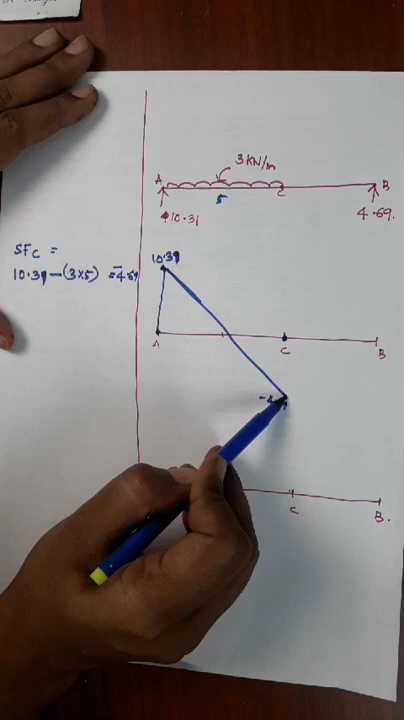 3 KN/m
A
C
B
5
10.31
4.69.
SFc =
10.31 - (3×5) = -4.69
10.31
A
C
B
C
B.